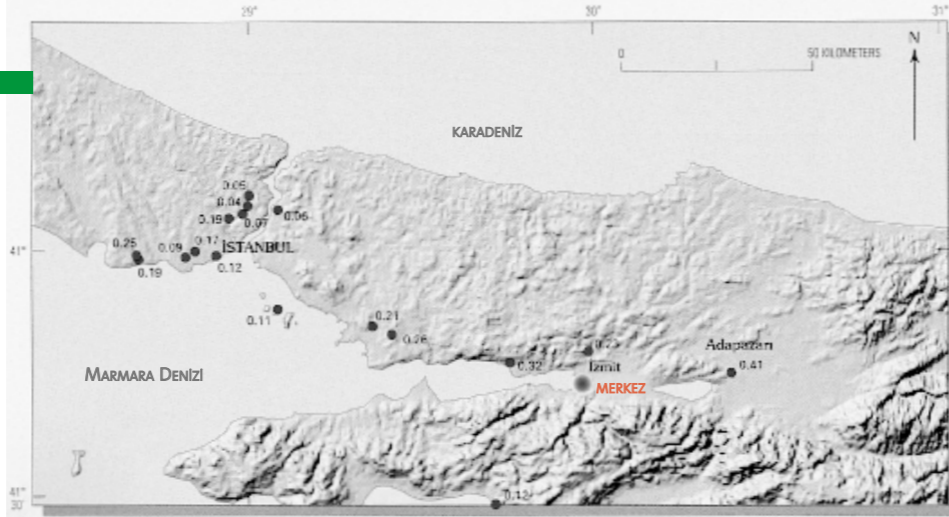 29°
30°
31°
N
0
50 KILOMETERS
KARADENİZ
0.05
0.04
0.19
0.07
0.06
41°
0.25
0.09
0.17
İSTANBUL
0.19
0.12
0.11
0.21
0.26
0.32
İzmit
Adapazarı
0.41
MARMARA DENİZİ
MERKEZ
41°
30'
0.12